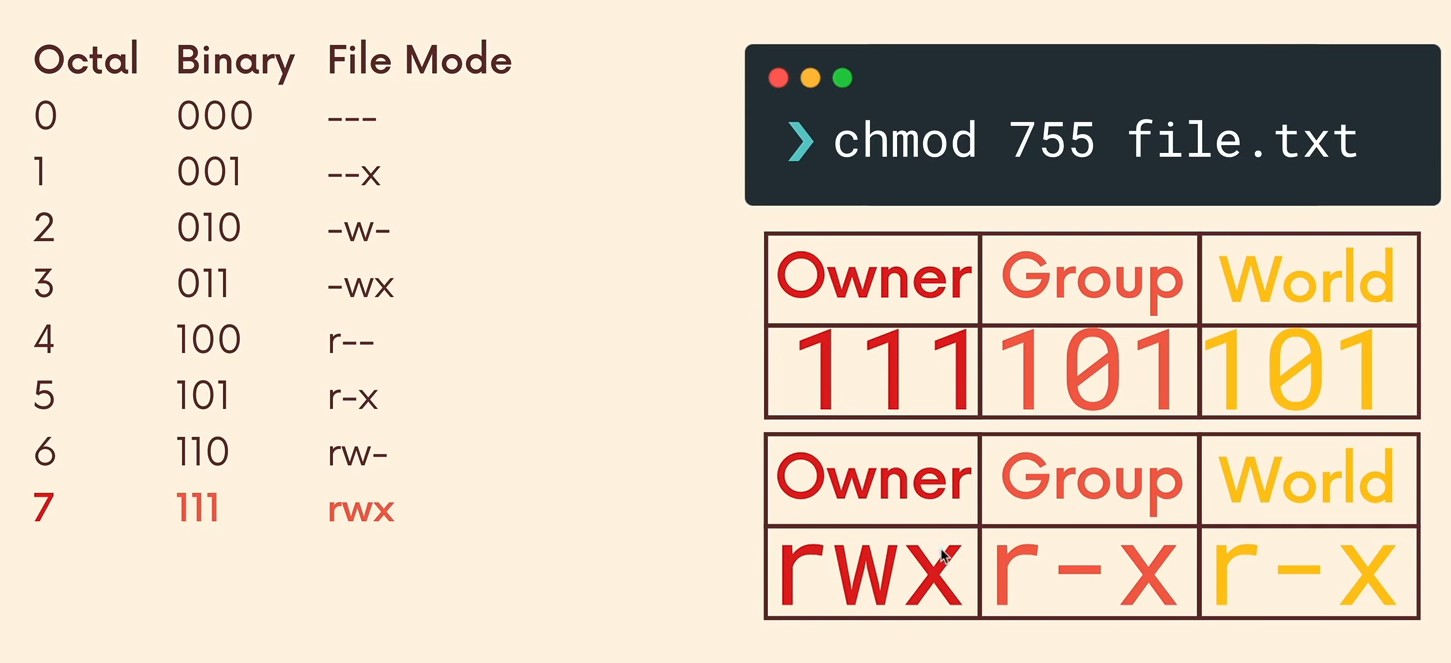 Octal Binary File Mode
0 000 ---
1 001 --x
2 010 -w-
3 011 -wx
4 100 r--
5 101 r-x
6 110 rw-
7 111 rwx
❯ chmod 755 file.txt
Owner Group World
111 101 101
Owner Group World
rwx r-x r-x